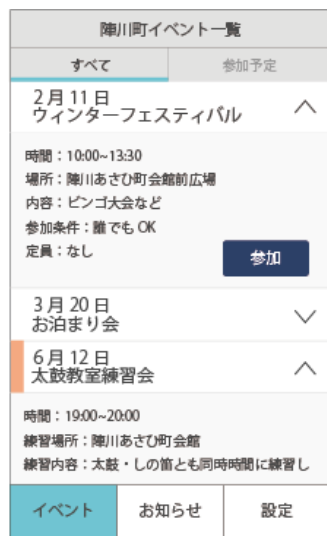 陣川町イベント一覧
すべて
参加予定
2月11日
ウィンターフェスティバル
時間：10:00~13:30
場所：陣川あさひ町会館前広場
内容：ビンゴ大会など
参加条件：誰でも OK
定員：なし
参加
3月20日
お泊まり会
6月12日
太鼓教室練習会
時間：19:00~20:00
練習場所：陣川あさひ町会館
練習内容：太鼓・しの笛とも同時時間に練習し
イベント
お知らせ
設定